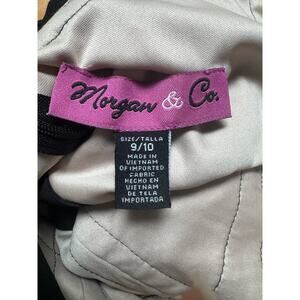 Morgan & Co.
SIZE/TALLA
9/10
MADE IN
VIETNAM
OF IMPORTED
FABRIC
HECHO EN
VIETNAM
DE TELA
IMPORTADA